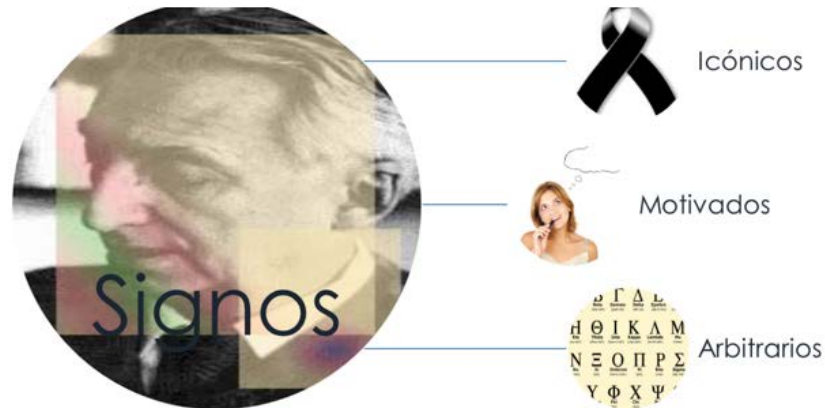 Icónicos
Motivados
Signos
Arbitrarios
Β Γ Δ Ε
Η Θ Ι Κ Λ Μ
Ν Ξ Ο Π Ρ Σ
Υ Φ Χ Ψ